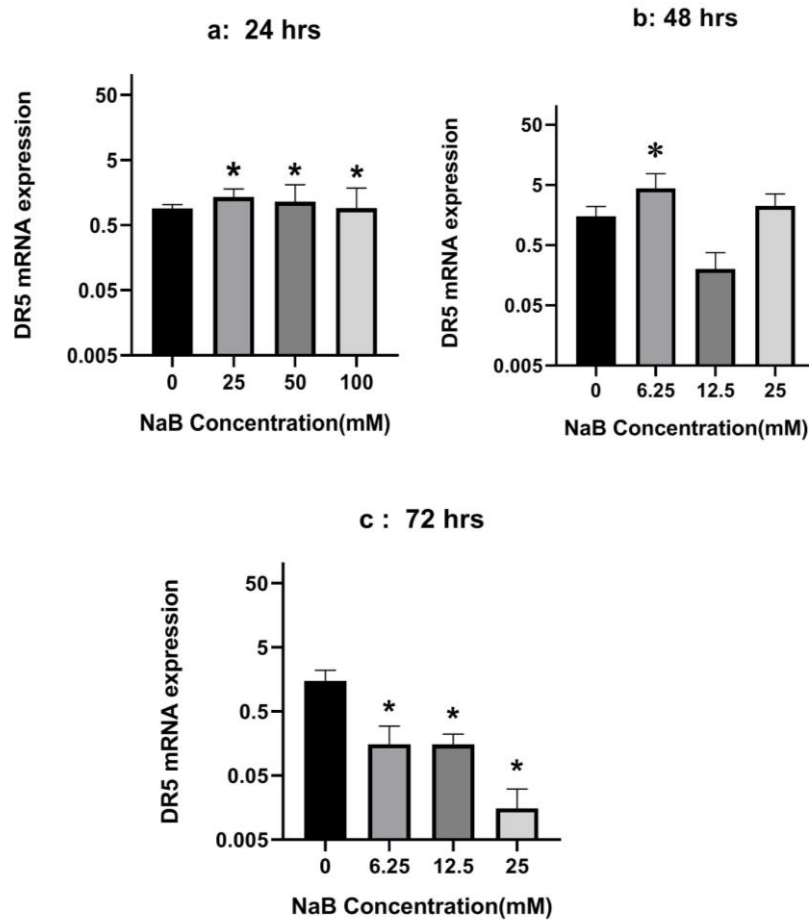 a: 24 hrs
DR5 mRNA expression
50
5
0.5
0.05
0.005
* * *
0 25 50 100
NaB Concentration(mM)
b: 48 hrs
DR5 mRNA expression
50
5
0.5
0.05
0.005
*
0 6.25 12.5 25
NaB Concentration(mM)
c : 72 hrs
DR5 mRNA expression
50
5
0.5
0.05
0.005
* * *
0 6.25 12.5 25
NaB Concentration(mM)